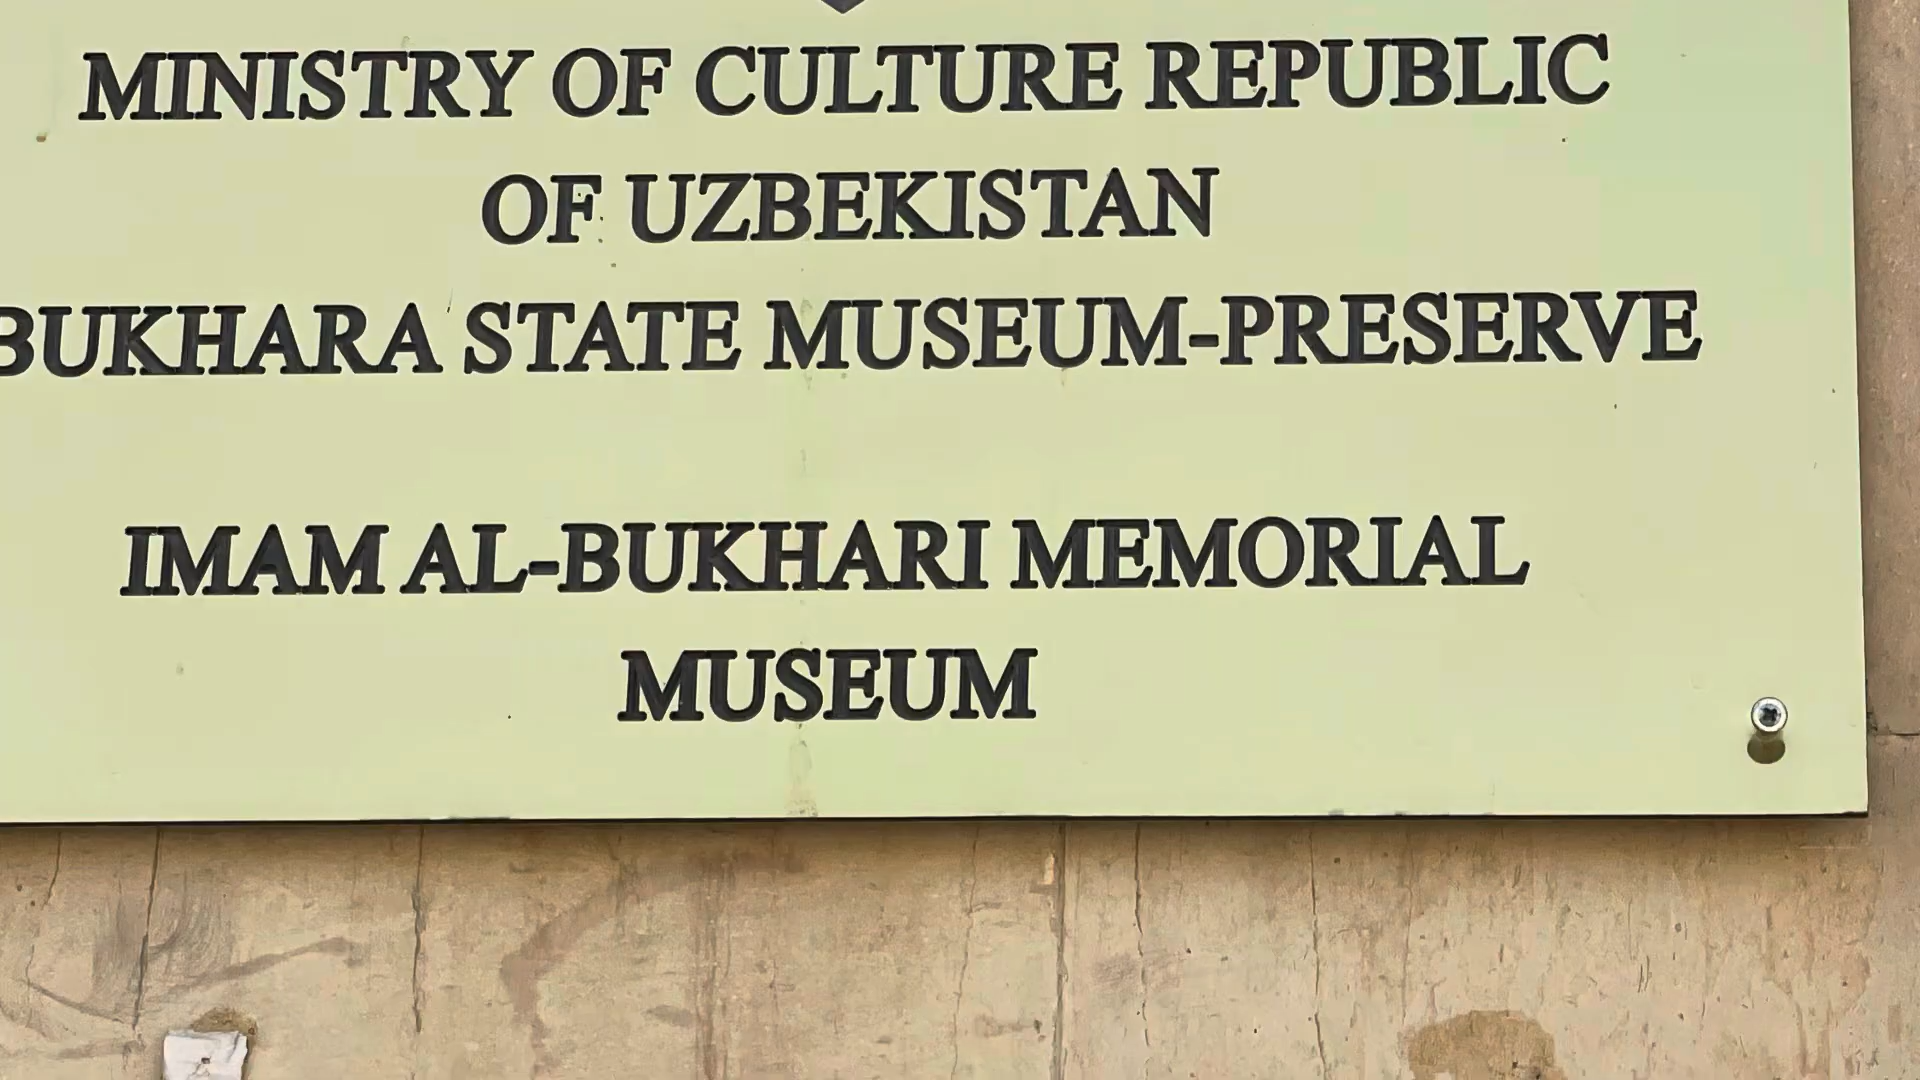 MINISTRY OF CULTURE REPUBLIC
OF UZBEKISTAN
BUKHARA STATE MUSEUM-PRESERVE
IMAM AL-BUKHARI MEMORIAL
MUSEUM